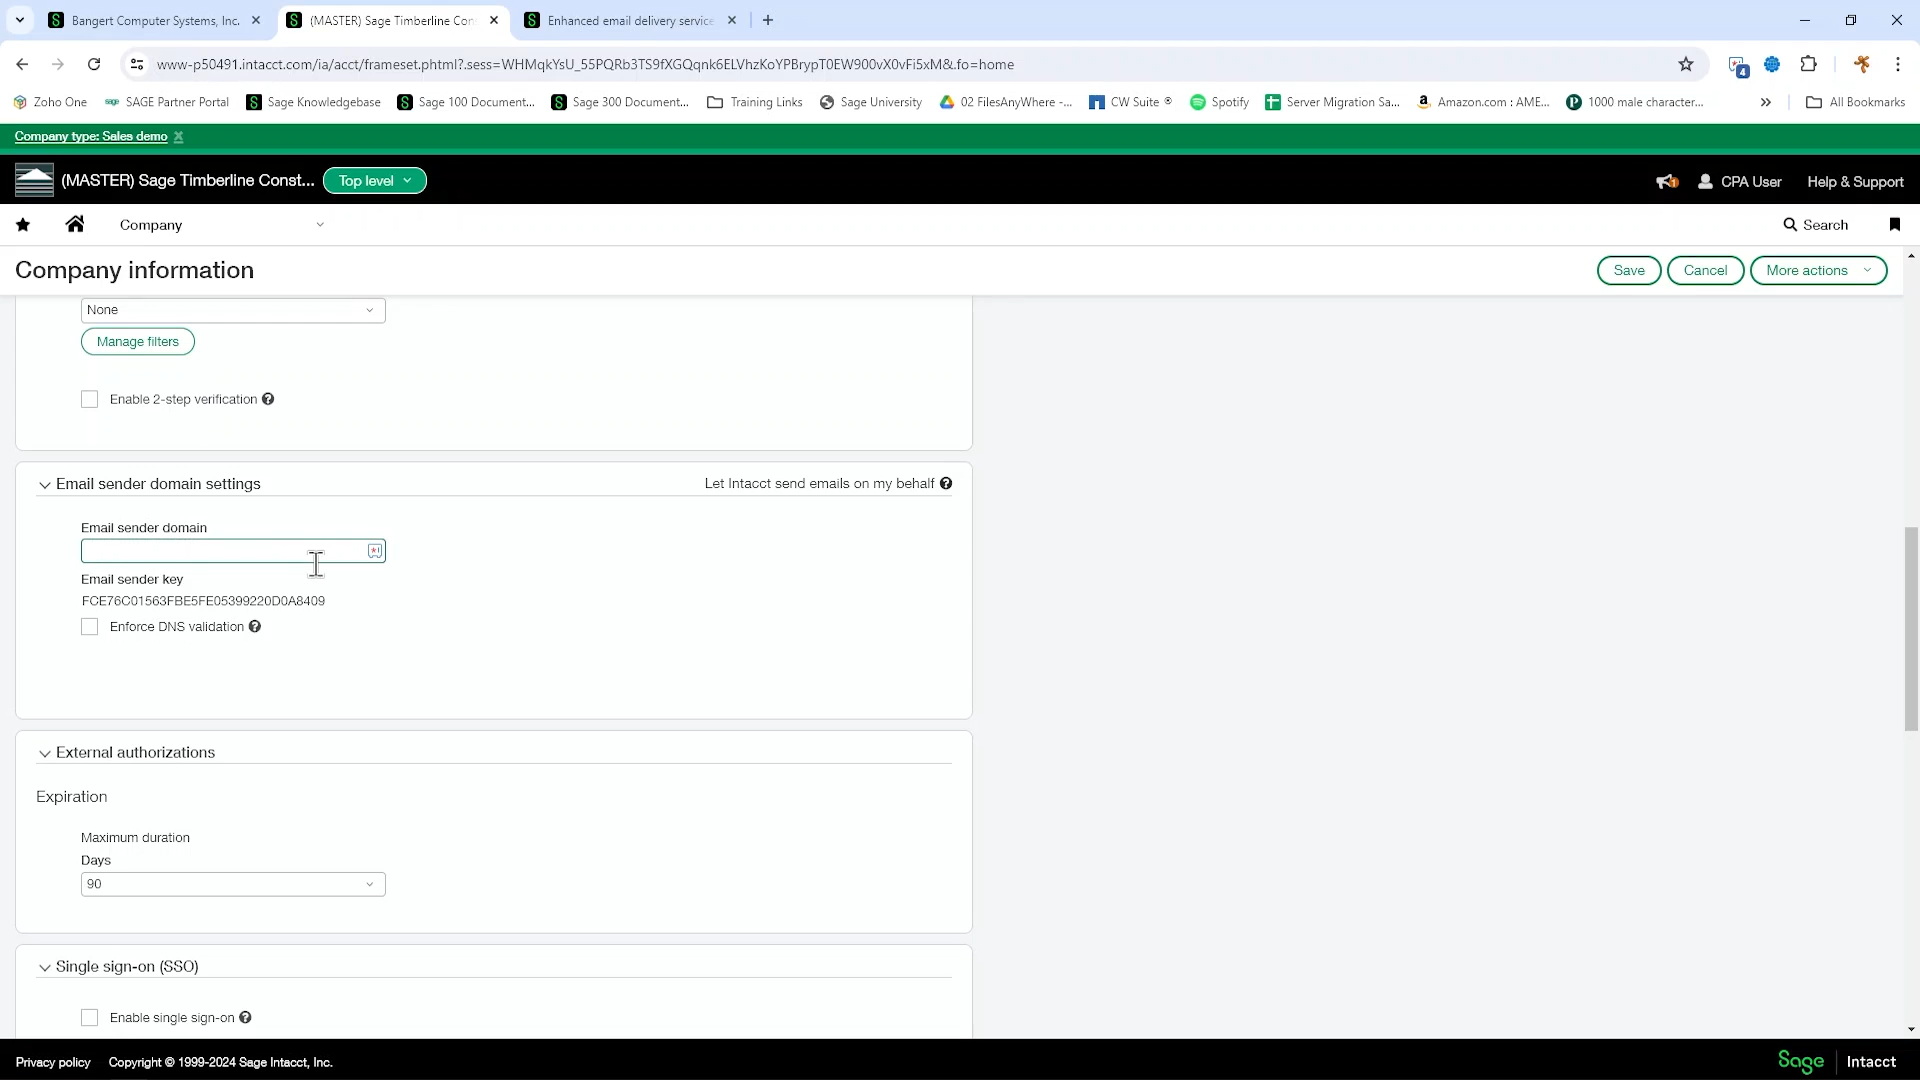 Bangert Computer Systems, Inc.
(MASTER) Sage Timberline Con
Enhanced email delivery service
www-p50491.intacct.com/ia/acct/frameset.phtml?.sess=WHMqkYsU_55PQRb3TS9fXGQqnk6ELVhzKoYPBrypT0EW900vX0vFi5xM&.fo=home
4
Zoho One
SAGE Partner Portal
Sage Knowledgebase
Sage 100 Document...
Sage 300 Document...
Training Links
Sage University
02 FilesAnyWhere -...
CW Suite ®
Spotify
Server Migration Sa...
Amazon.com : AME...
1000 male character...
»
All Bookmarks
Company type: Sales demo
(MASTER) Sage Timberline Const...
Top level
1
CPA User
Help & Support
Company
Search
Company information
Save
Cancel
More actions
None
Manage filters
Enable 2-step verification
Email sender domain settings
Let Intacct send emails on my behalf
Email sender domain
Email sender key
FCE76C01563FBE5FE05399220D0A8409
Enforce DNS validation
External authorizations
Expiration
Maximum duration
Days
90
Single sign-on (SSO)
Enable single sign-on
Privacy policy
Copyright © 1999-2024 Sage Intacct, Inc.
Sage
Intacct